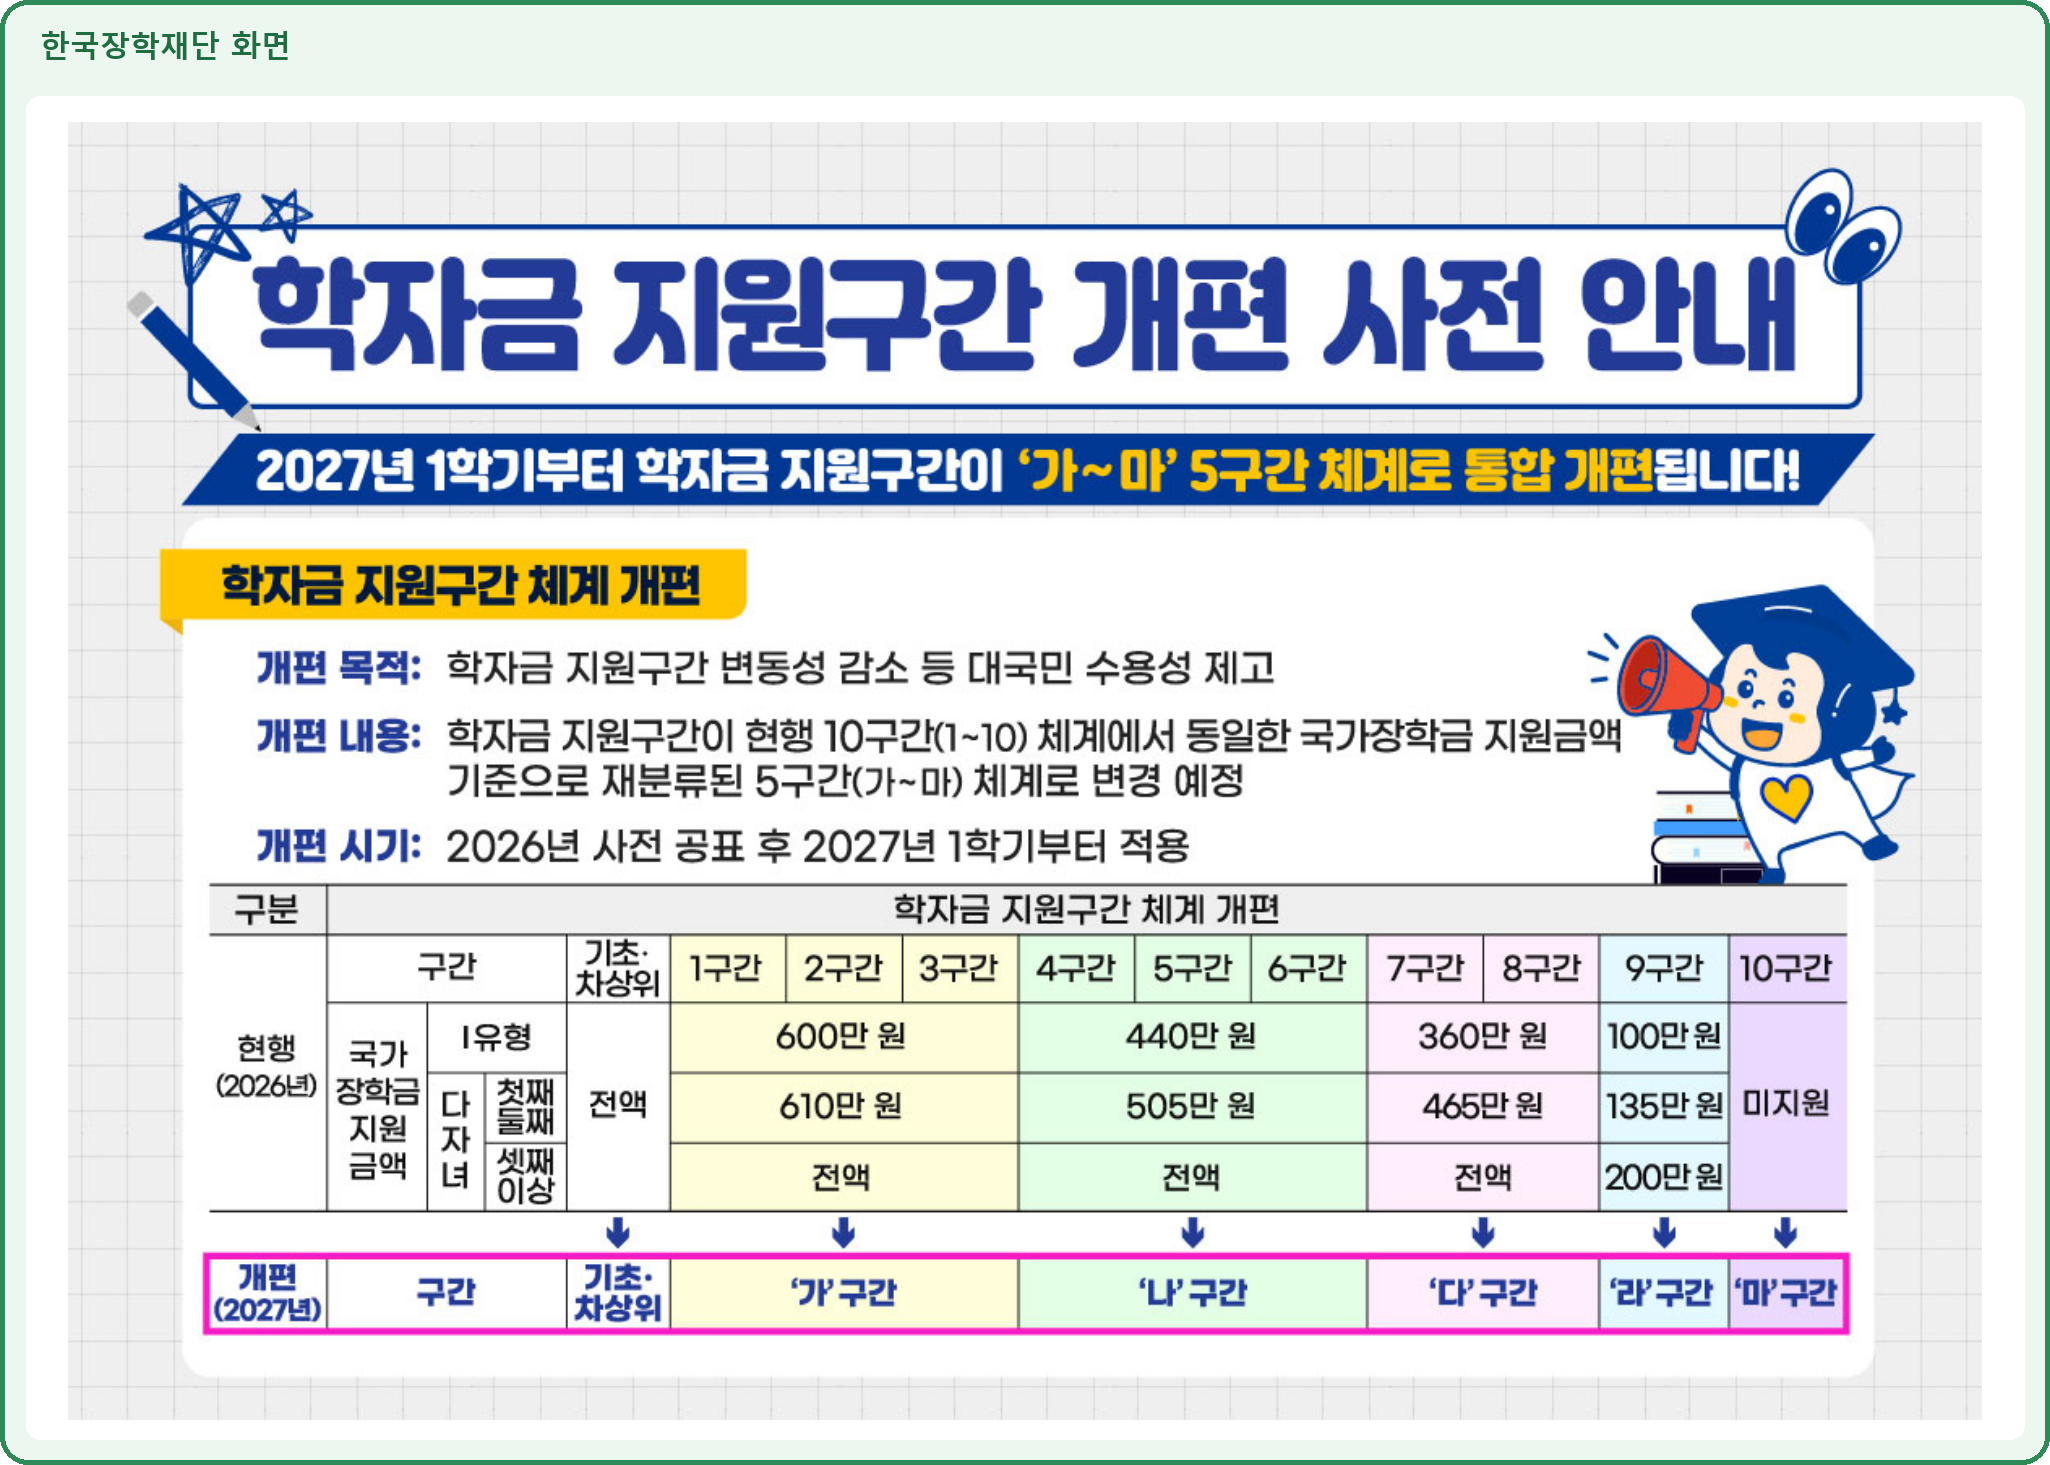 한국장학재단 화면
학자금 지원구간 개편 사전 안내
2027년 1학기부터 학자금 지원구간이 ‘가~마’ 5구간 체계로 통합 개편됩니다!
학자금 지원구간 체계 개편
개편 목적: 학자금 지원구간 변동성 감소 등 대국민 수용성 제고
개편 내용: 학자금 지원구간이 현행 10구간(1~10) 체계에서 동일한 국가장학금 지원금액
기준으로 재분류된 5구간(가~마) 체계로 변경 예정
개편 시기: 2026년 사전 공표 후 2027년 1학기부터 적용
구분 학자금 지원구간 체계 개편
현행
(2026년)
구간 기초·
차상위 1구간 2구간 3구간 4구간 5구간 6구간 7구간 8구간 9구간 10구간
국가
장학금
지원
금액
I유형 전액 600만 원 440만 원 360만 원 100만 원 미지원
다
자
녀
첫째
둘째 610만 원 505만 원 465만 원 135만 원
셋째
이상 전액 전액 전액 200만 원
개편
(2027년)
구간 기초·
차상위 ‘가’ 구간 ‘나’ 구간 ‘다’ 구간 ‘라’ 구간 ‘마’ 구간